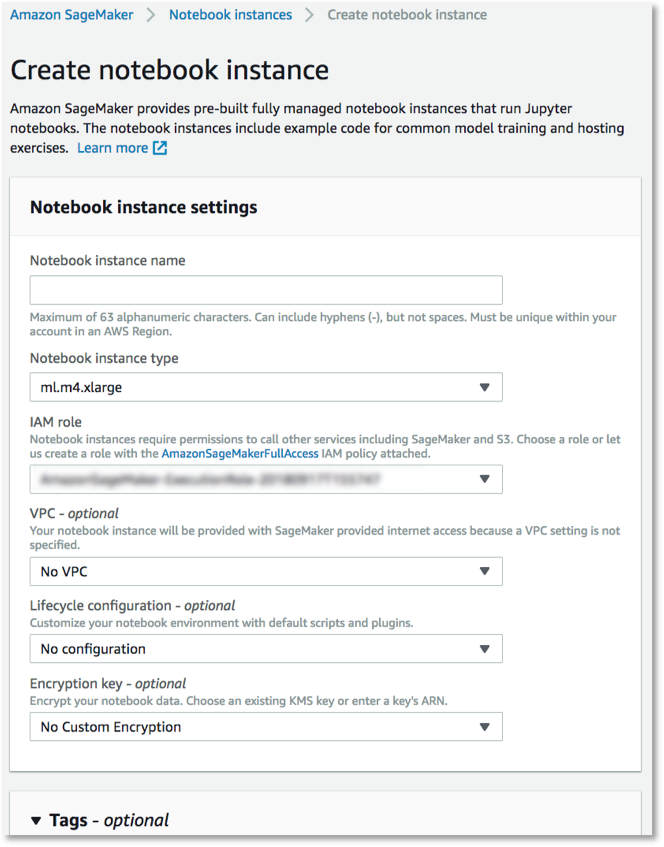 Amazon SageMaker > Notebook instances > Create notebook instance
Create notebook instance
Amazon SageMaker provides pre-built fully managed notebook instances that run Jupyter
notebooks. The notebook instances include example code for common model training and hosting
exercises. Learn more
Notebook instance settings
Notebook instance name
Maximum of 63 alphanumeric characters. Can include hyphens (-), but not spaces. Must be unique within your
account in an AWS Region.
Notebook instance type
ml.m4.xlarge
IAM role
Notebook instances require permissions to call other services including SageMaker and S3. Choose a role or let
us create a role with the AmazonSageMakerFullAccess IAM policy attached.
VPC - optional
Your notebook instance will be provided with SageMaker provided internet access because a VPC setting is not
specified.
No VPC
Lifecycle configuration - optional
Customize your notebook environment with default scripts and plugins.
No configuration
Encryption key - optional
Encrypt your notebook data. Choose an existing KMS key or enter a key's ARN.
No Custom Encryption
Tags - optional